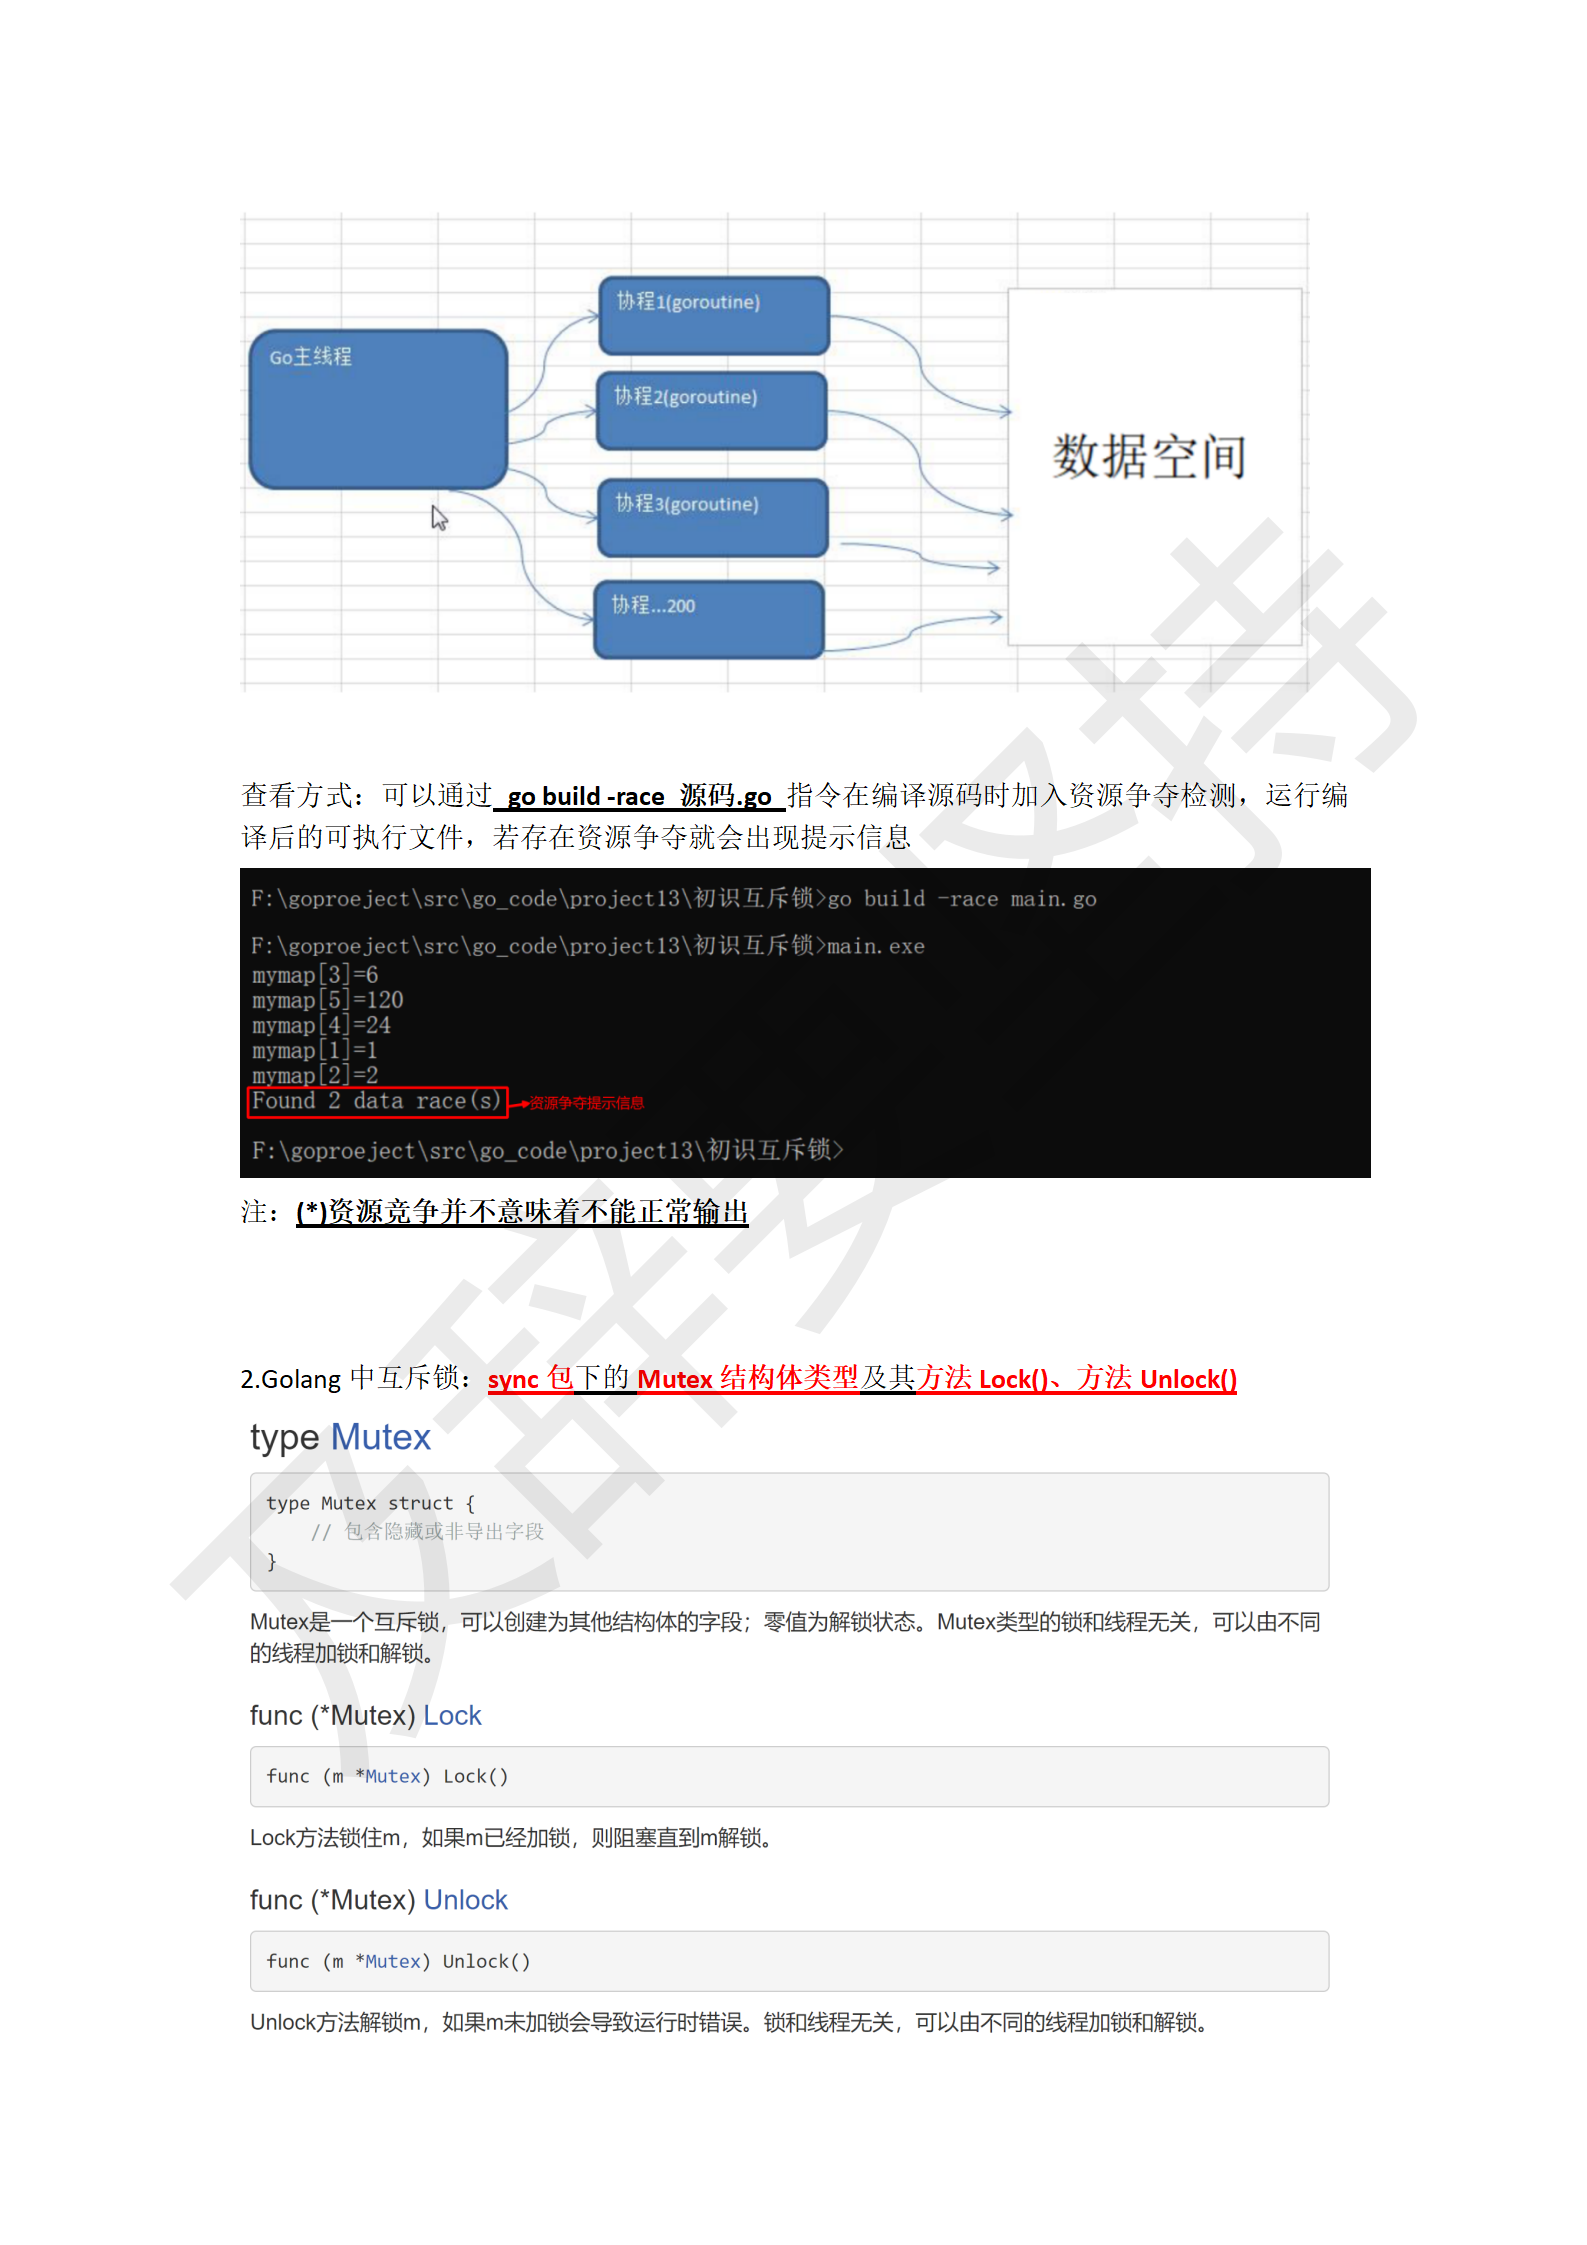 Go主线程
协程1(goroutine)
协程2(goroutine)
协程3(goroutine)
协程...200
数据空间
查看方式：可以通过  go build -race  源码.go  指令在编译源码时加入资源争夺检测，运行编
译后的可执行文件，若存在资源争夺就会出现提示信息
F:\goproeject\src\go_code\project13\初识互斥锁>go build -race main.go
F:\goproeject\src\go_code\project13\初识互斥锁>main.exe
mymap[3]=6
mymap[5]=120
mymap[4]=24
mymap[1]=1
mymap[2]=2
Found 2 data race(s)
资源争夺提示信息
F:\goproeject\src\go_code\project13\初识互斥锁>
注：(*)资源竞争并不意味着不能正常输出
2.Golang 中互斥锁：sync 包下的 Mutex 结构体类型及其方法 Lock()、方法 Unlock()
type Mutex
type Mutex struct {
// 包含隐藏或非导出字段
}
Mutex是一个互斥锁，可以创建为其他结构体的字段；零值为解锁状态。Mutex类型的锁和线程无关，可以由不同
的线程加锁和解锁。
func (*Mutex) Lock
func (m *Mutex) Lock()
Lock方法锁住m，如果m已经加锁，则阻塞直到m解锁。
func (*Mutex) Unlock
func (m *Mutex) Unlock()
Unlock方法解锁m，如果m未加锁会导致运行时错误。锁和线程无关，可以由不同的线程加锁和解锁。